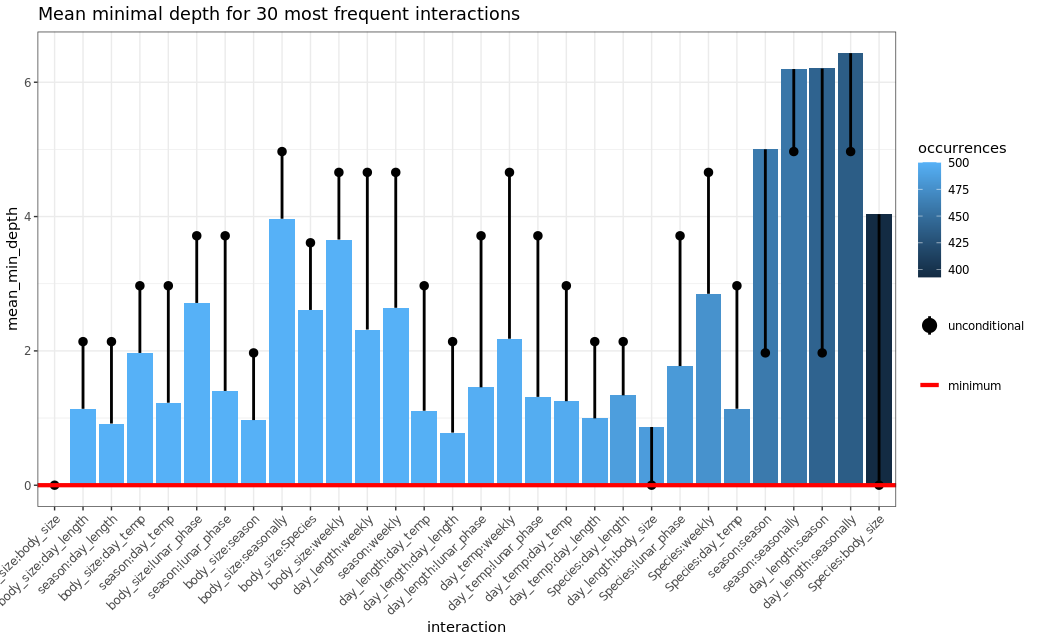 Mean minimal depth for 30 most frequent interactions
mean_min_depth
6
4
2
0
_size:body_size
body_size:day_length
season:day_length
body_size:day_temp
season:day_temp
body_size:lunar_phase
season:lunar_phase
body_size:season
body_size:seasonally
body_size:Species
body_size:weekly
day_length:weekly
season:weekly
day_length:day_temp
day_length:day_length
day_length:lunar_phase
day_temp:weekly
day_temp:lunar_phase
day_temp:day_temp
day_temp:day_length
Species:day_length
day_length:body_size
Species:lunar_phase
Species:weekly
Species:day_temp
season:season
season:seasonally
day_length:season
day_length:seasonally
Species:body_size
interaction
occurrences
500
475
450
425
400
unconditional
minimum